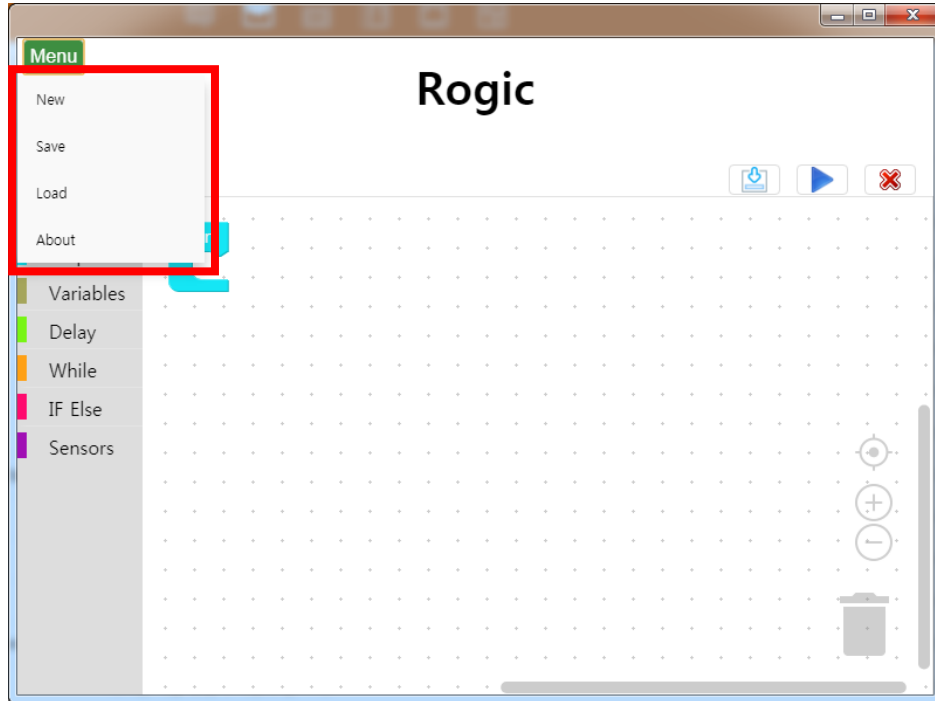 Menu
Rogic
New
Save
Load
About
Variables
Delay
While
IF Else
Sensors